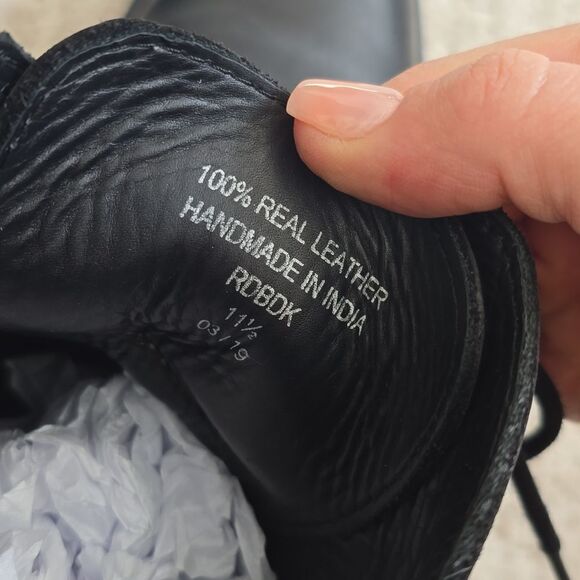 100% REAL LEATHER
HANDMADE IN INDIA
RDBDK
11½
03/19